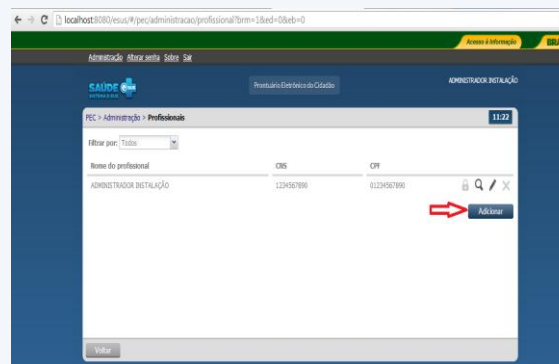 localhost:8080/esus/#/pec/administracao/profissional?brm=1&ed=0&eb=0
Acesso à Informação BRA
Administração Alterar senha Sobre Sair
SAÚDE
Prontuário Eletrônico do Cidadão
ADMINISTRADOR INSTALAÇÃO
PEC > Administração > Profissionais 11:22
Filtrar por: Todos
Nome do profissional CNS CPF
ADMINISTRADOR INSTALAÇÃO 1234567890 01234567890
Adicionar
Voltar